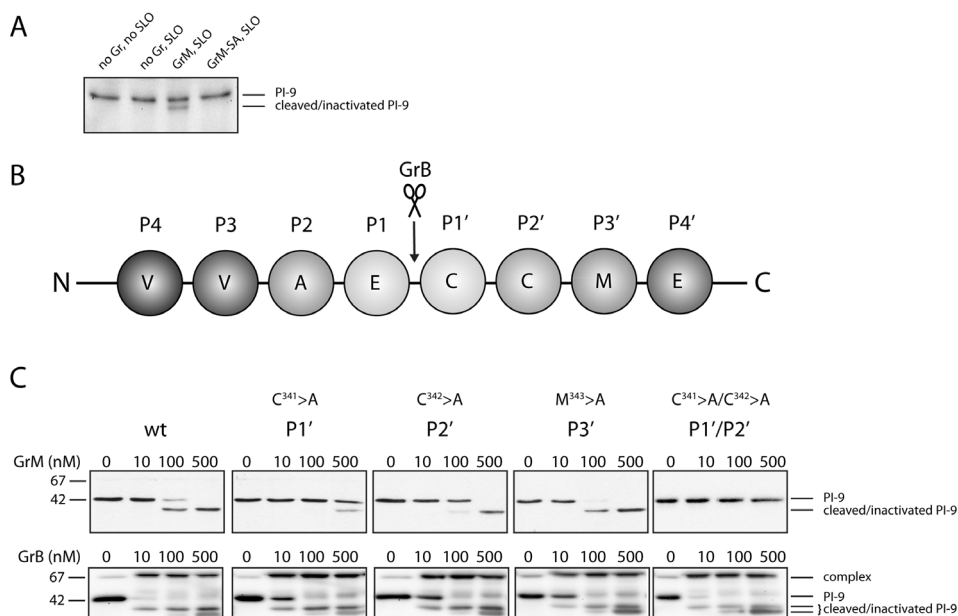 A
no Gr, no SLO
no Gr, SLO
GrM, SLO
GrM-SA, SLO
PI-9
cleaved/inactivated PI-9
B
GrB
P4 P3 P2 P1 P1′ P2′ P3′ P4′
N V V A E C C M E C
C
C³⁴¹>A C³⁴²>A M³⁴³>A C³⁴¹>A/C³⁴²>A
wt P1′ P2′ P3′ P1′/P2′
GrM (nM) 0 10 100 500 0 10 100 500 0 10 100 500 0 10 100 500 0 10 100 500
67
42
PI-9
cleaved/inactivated PI-9
GrB (nM) 0 10 100 500 0 10 100 500 0 10 100 500 0 10 100 500 0 10 100 500
67
complex
42
PI-9
cleaved/inactivated PI-9